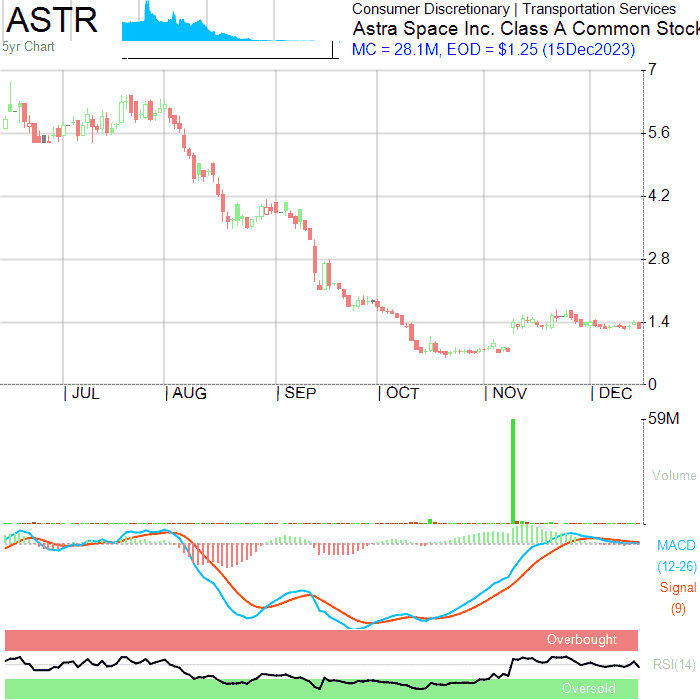 ASTR
5yr Chart
Consumer Discretionary | Transportation Services
Astra Space Inc. Class A Common Stock
MC = 28.1M, EOD = $1.25 (15Dec2023)
7
5.6
4.2
2.8
1.4
0
JUL
AUG
SEP
OCT
NOV
DEC
59M
Volume
MACD
(12-26)
Signal
(9)
Overbought
RSI(14)
Oversold